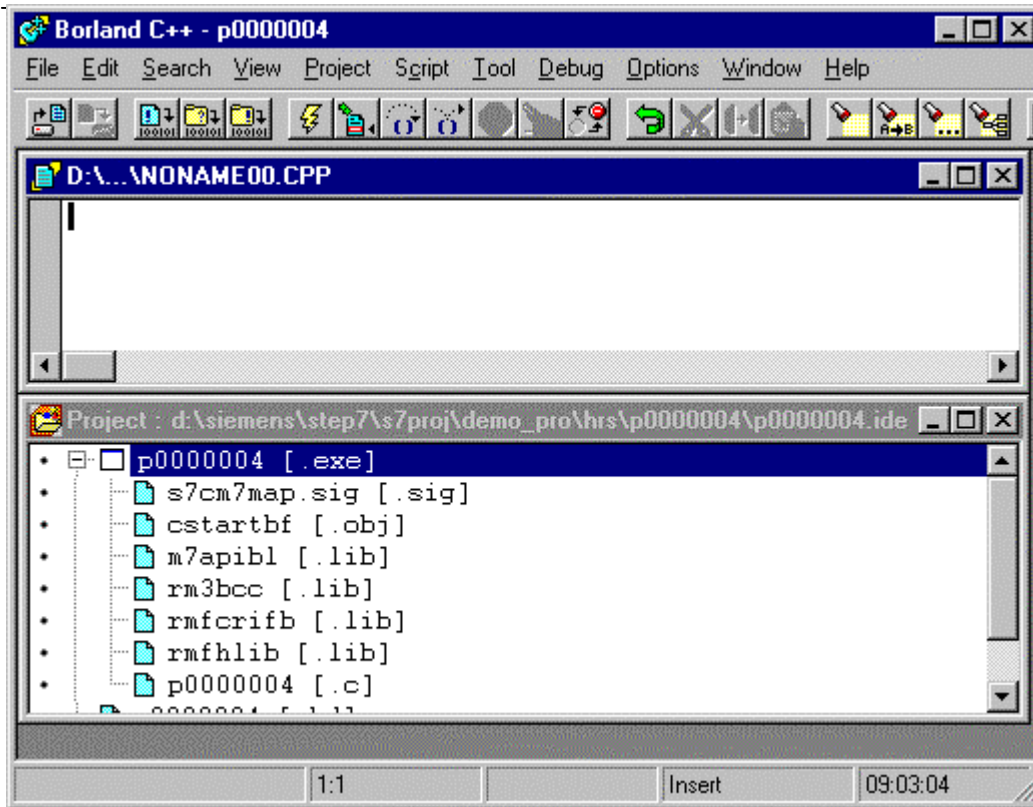 Borland C++ - p0000004
File Edit Search View Project Script Tool Debug Options Window Help
D:\...\NONAME00.CPP
Project : d:\siemens\step7\s7proj\demo_pro\hrs\p0000004\p0000004.ide
p0000004 [.exe]
s7cm7map.sig [.sig]
cstartbf [.obj]
m7apibl [.lib]
rm3bcc [.lib]
rmfcrifb [.lib]
rmfhlib [.lib]
p0000004 [.c]
1:1 Insert 09:03:04